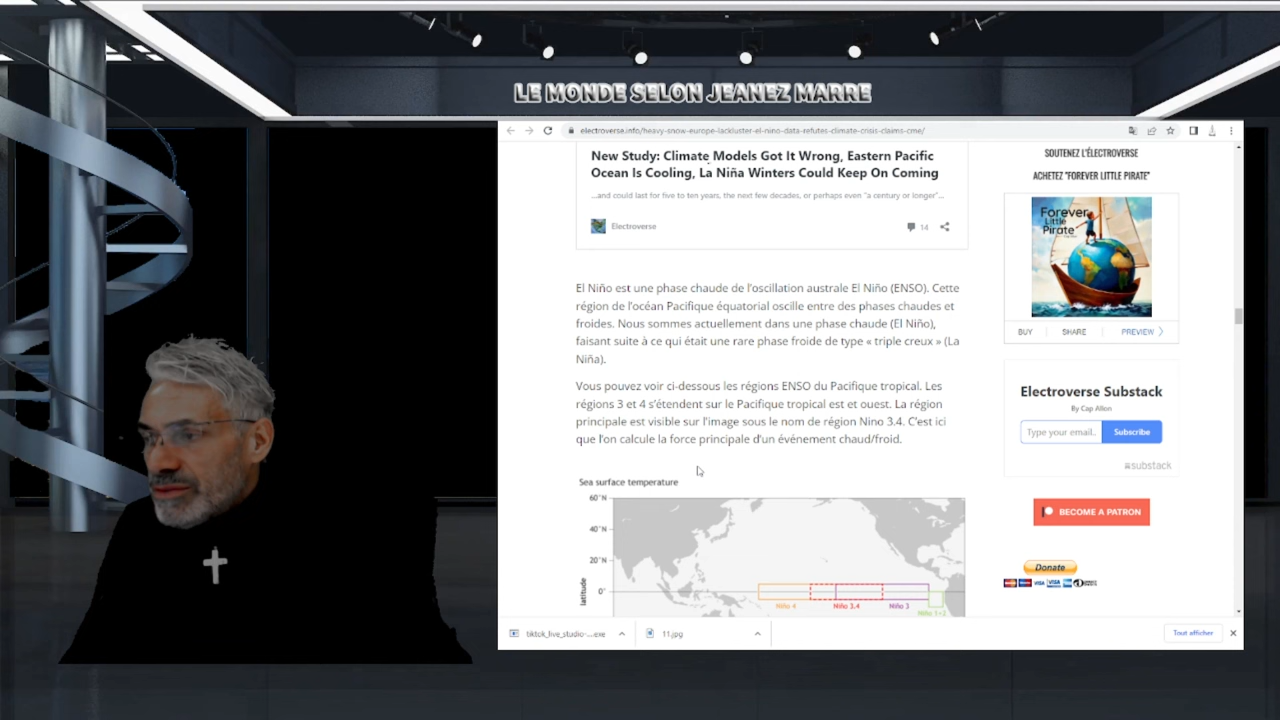 LE MONDE SELON JEANEZ MARRE
electroverse.info/heavy-snow-europe-lackluster-el-nino-data-refutes-climate-crisis-claims-cme/
New Study: Climate Models Got It Wrong, Eastern Pacific
Ocean Is Cooling, La Niña Winters Could Keep On Coming
...and could last for five to ten years, the next few decades, or perhaps even "a century or longer"...
Electroverse
14
El Niño est une phase chaude de l'oscillation australe El Niño (ENSO). Cette
région de l'océan Pacifique équatorial oscille entre des phases chaudes et
froides. Nous sommes actuellement dans une phase chaude (El Niño),
faisant suite à ce qui était une rare phase froide de type « triple creux » (La
Niña).
Vous pouvez voir ci-dessous les régions ENSO du Pacifique tropical. Les
régions 3 et 4 s'étendent sur le Pacifique tropical est et ouest. La région
principale est visible sur l'image sous le nom de région Nino 3.4. C'est ici
que l'on calcule la force principale d'un événement chaud/froid.
Sea surface temperature
60°N
40°N
20°N
0°
latitude
Niño 4
Niño 3.4
Niño 3
Niño 1+2
SOUTENEZ L'ÉLECTROVERSE
ACHETEZ "FOREVER LITTLE PIRATE"
Forever
Little
Pirate
BUY
SHARE
PREVIEW
Electroverse Substack
By Cap Allon
Type your email..
Subscribe
substack
BECOME A PATRON
Donate
tiktok_live_studio-....exe
11.jpg
Tout afficher